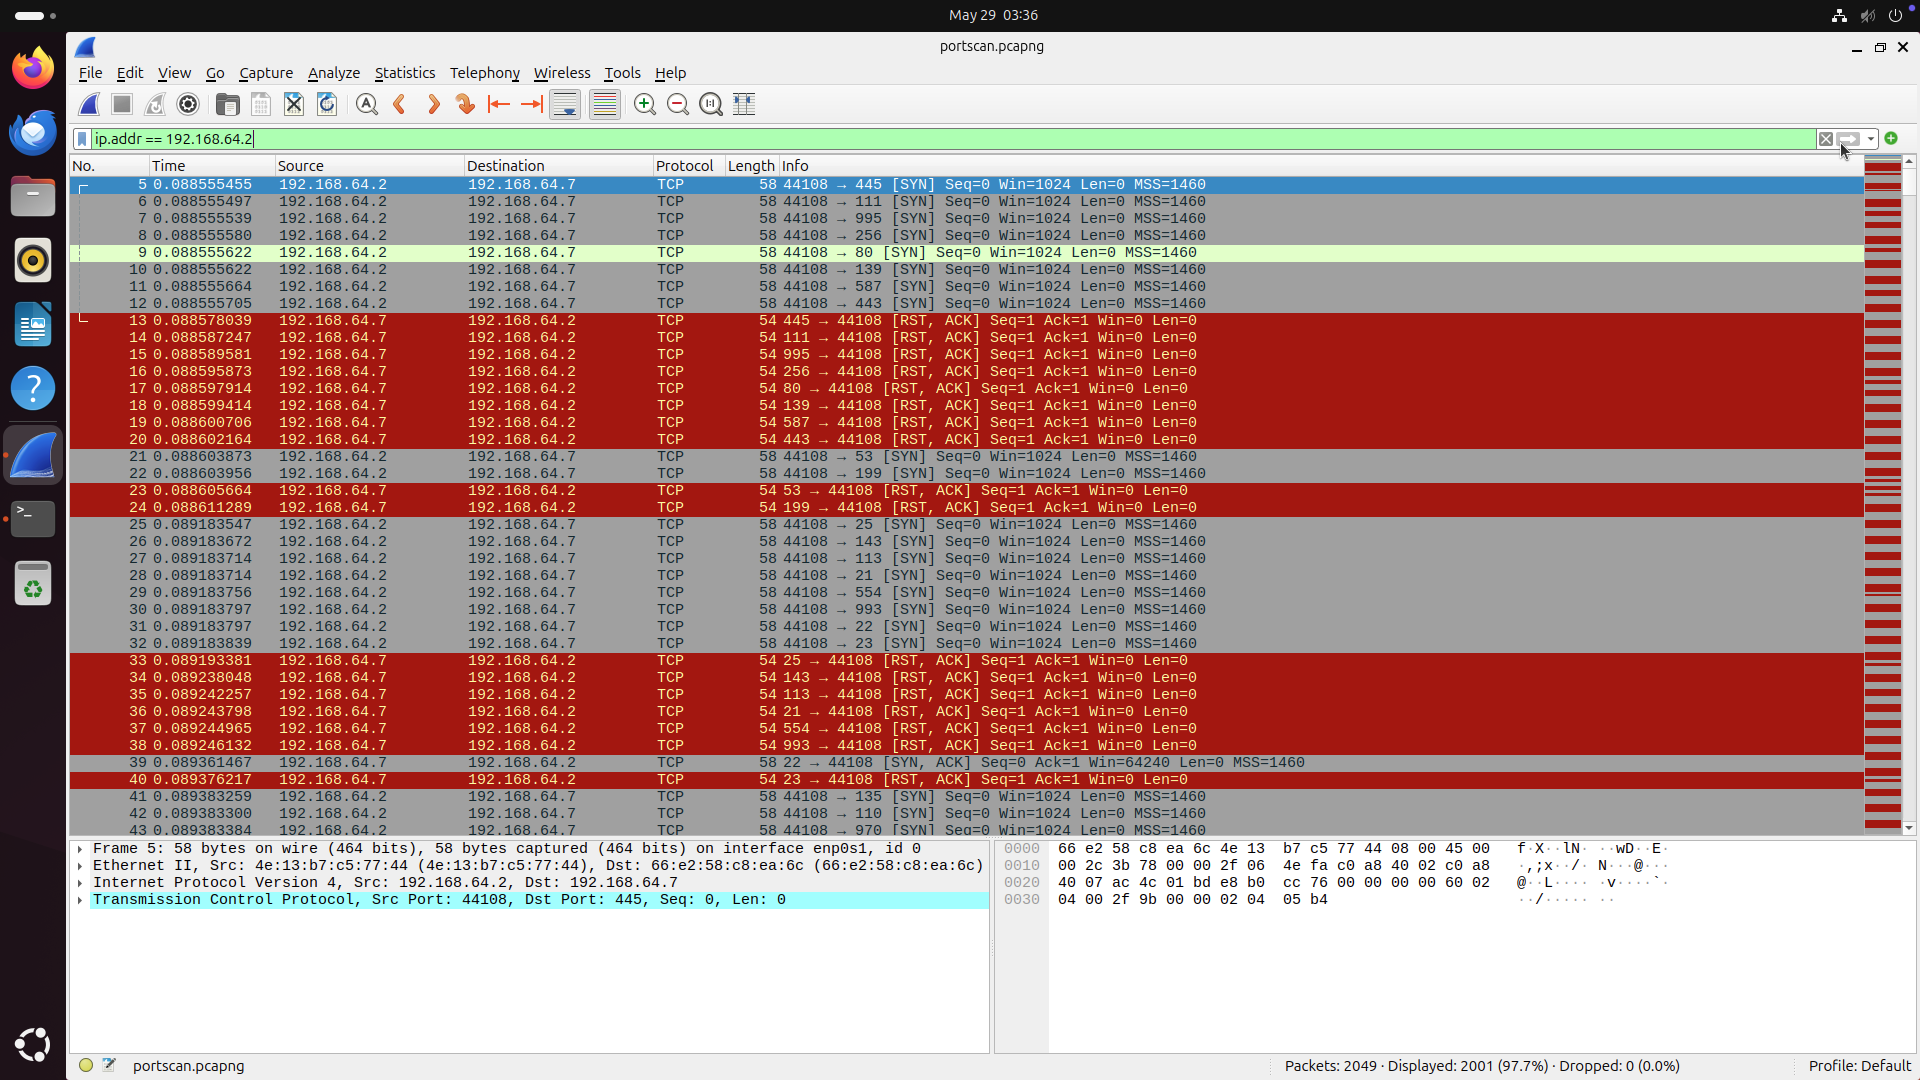 May 29 03:36
portscan.pcapng
File Edit View Go Capture Analyze Statistics Telephony Wireless Tools Help
ip.addr == 192.168.64.2
No. Time Source Destination Protocol Length Info
5 0.088555455 192.168.64.2 192.168.64.7 TCP 58 44108 → 445 [SYN] Seq=0 Win=1024 Len=0 MSS=1460
6 0.088555497 192.168.64.2 192.168.64.7 TCP 58 44108 → 111 [SYN] Seq=0 Win=1024 Len=0 MSS=1460
7 0.088555539 192.168.64.2 192.168.64.7 TCP 58 44108 → 995 [SYN] Seq=0 Win=1024 Len=0 MSS=1460
8 0.088555580 192.168.64.2 192.168.64.7 TCP 58 44108 → 256 [SYN] Seq=0 Win=1024 Len=0 MSS=1460
9 0.088555622 192.168.64.2 192.168.64.7 TCP 58 44108 → 80 [SYN] Seq=0 Win=1024 Len=0 MSS=1460
10 0.088555622 192.168.64.2 192.168.64.7 TCP 58 44108 → 139 [SYN] Seq=0 Win=1024 Len=0 MSS=1460
11 0.088555664 192.168.64.2 192.168.64.7 TCP 58 44108 → 587 [SYN] Seq=0 Win=1024 Len=0 MSS=1460
12 0.088555705 192.168.64.2 192.168.64.7 TCP 58 44108 → 443 [SYN] Seq=0 Win=1024 Len=0 MSS=1460
13 0.088578039 192.168.64.7 192.168.64.2 TCP 54 445 → 44108 [RST, ACK] Seq=1 Ack=1 Win=0 Len=0
14 0.088587247 192.168.64.7 192.168.64.2 TCP 54 111 → 44108 [RST, ACK] Seq=1 Ack=1 Win=0 Len=0
15 0.088589581 192.168.64.7 192.168.64.2 TCP 54 995 → 44108 [RST, ACK] Seq=1 Ack=1 Win=0 Len=0
16 0.088595873 192.168.64.7 192.168.64.2 TCP 54 256 → 44108 [RST, ACK] Seq=1 Ack=1 Win=0 Len=0
17 0.088597914 192.168.64.7 192.168.64.2 TCP 54 80 → 44108 [RST, ACK] Seq=1 Ack=1 Win=0 Len=0
18 0.088599414 192.168.64.7 192.168.64.2 TCP 54 139 → 44108 [RST, ACK] Seq=1 Ack=1 Win=0 Len=0
19 0.088600706 192.168.64.7 192.168.64.2 TCP 54 587 → 44108 [RST, ACK] Seq=1 Ack=1 Win=0 Len=0
20 0.088602164 192.168.64.7 192.168.64.2 TCP 54 443 → 44108 [RST, ACK] Seq=1 Ack=1 Win=0 Len=0
21 0.088603873 192.168.64.2 192.168.64.7 TCP 58 44108 → 53 [SYN] Seq=0 Win=1024 Len=0 MSS=1460
22 0.088603956 192.168.64.2 192.168.64.7 TCP 58 44108 → 199 [SYN] Seq=0 Win=1024 Len=0 MSS=1460
23 0.088605664 192.168.64.7 192.168.64.2 TCP 54 53 → 44108 [RST, ACK] Seq=1 Ack=1 Win=0 Len=0
24 0.088611289 192.168.64.7 192.168.64.2 TCP 54 199 → 44108 [RST, ACK] Seq=1 Ack=1 Win=0 Len=0
25 0.089183547 192.168.64.2 192.168.64.7 TCP 58 44108 → 25 [SYN] Seq=0 Win=1024 Len=0 MSS=1460
26 0.089183672 192.168.64.2 192.168.64.7 TCP 58 44108 → 143 [SYN] Seq=0 Win=1024 Len=0 MSS=1460
27 0.089183714 192.168.64.2 192.168.64.7 TCP 58 44108 → 113 [SYN] Seq=0 Win=1024 Len=0 MSS=1460
28 0.089183714 192.168.64.2 192.168.64.7 TCP 58 44108 → 21 [SYN] Seq=0 Win=1024 Len=0 MSS=1460
29 0.089183756 192.168.64.2 192.168.64.7 TCP 58 44108 → 554 [SYN] Seq=0 Win=1024 Len=0 MSS=1460
30 0.089183797 192.168.64.2 192.168.64.7 TCP 58 44108 → 993 [SYN] Seq=0 Win=1024 Len=0 MSS=1460
31 0.089183797 192.168.64.2 192.168.64.7 TCP 58 44108 → 22 [SYN] Seq=0 Win=1024 Len=0 MSS=1460
32 0.089183839 192.168.64.2 192.168.64.7 TCP 58 44108 → 23 [SYN] Seq=0 Win=1024 Len=0 MSS=1460
33 0.089193381 192.168.64.7 192.168.64.2 TCP 54 25 → 44108 [RST, ACK] Seq=1 Ack=1 Win=0 Len=0
34 0.089238048 192.168.64.7 192.168.64.2 TCP 54 143 → 44108 [RST, ACK] Seq=1 Ack=1 Win=0 Len=0
35 0.089242257 192.168.64.7 192.168.64.2 TCP 54 113 → 44108 [RST, ACK] Seq=1 Ack=1 Win=0 Len=0
36 0.089243798 192.168.64.7 192.168.64.2 TCP 54 21 → 44108 [RST, ACK] Seq=1 Ack=1 Win=0 Len=0
37 0.089244965 192.168.64.7 192.168.64.2 TCP 54 554 → 44108 [RST, ACK] Seq=1 Ack=1 Win=0 Len=0
38 0.089246132 192.168.64.7 192.168.64.2 TCP 54 993 → 44108 [RST, ACK] Seq=1 Ack=1 Win=0 Len=0
39 0.089361467 192.168.64.7 192.168.64.2 TCP 58 22 → 44108 [SYN, ACK] Seq=0 Ack=1 Win=64240 Len=0 MSS=1460
40 0.089376217 192.168.64.7 192.168.64.2 TCP 54 23 → 44108 [RST, ACK] Seq=1 Ack=1 Win=0 Len=0
41 0.089383259 192.168.64.2 192.168.64.7 TCP 58 44108 → 135 [SYN] Seq=0 Win=1024 Len=0 MSS=1460
42 0.089383300 192.168.64.2 192.168.64.7 TCP 58 44108 → 110 [SYN] Seq=0 Win=1024 Len=0 MSS=1460
43 0.089383384 192.168.64.2 192.168.64.7 TCP 58 44108 → 970 [SYN] Seq=0 Win=1024 Len=0 MSS=1460
Frame 5: 58 bytes on wire (464 bits), 58 bytes captured (464 bits) on interface enp0s1, id 0
Ethernet II, Src: 4e:13:b7:c5:77:44 (4e:13:b7:c5:77:44), Dst: 66:e2:58:c8:ea:6c (66:e2:58:c8:ea:6c)
Internet Protocol Version 4, Src: 192.168.64.2, Dst: 192.168.64.7
Transmission Control Protocol, Src Port: 44108, Dst Port: 445, Seq: 0, Len: 0
0000 66 e2 58 c8 ea 6c 4e 13 b7 c5 77 44 08 00 45 00 f·X··lN· ··wD··E·
0010 00 2c 3b 78 00 00 2f 06 4e fa c0 a8 40 02 c0 a8 ·,;x··/· N···@···
0020 40 07 ac 4c 01 bd e8 b0 cc 76 00 00 00 00 60 02 @··L···· ·v····`·
0030 04 00 2f 9b 00 00 02 04 05 b4 ··/····· ··
portscan.pcapng
Packets: 2049 · Displayed: 2001 (97.7%) · Dropped: 0 (0.0%)
Profile: Default